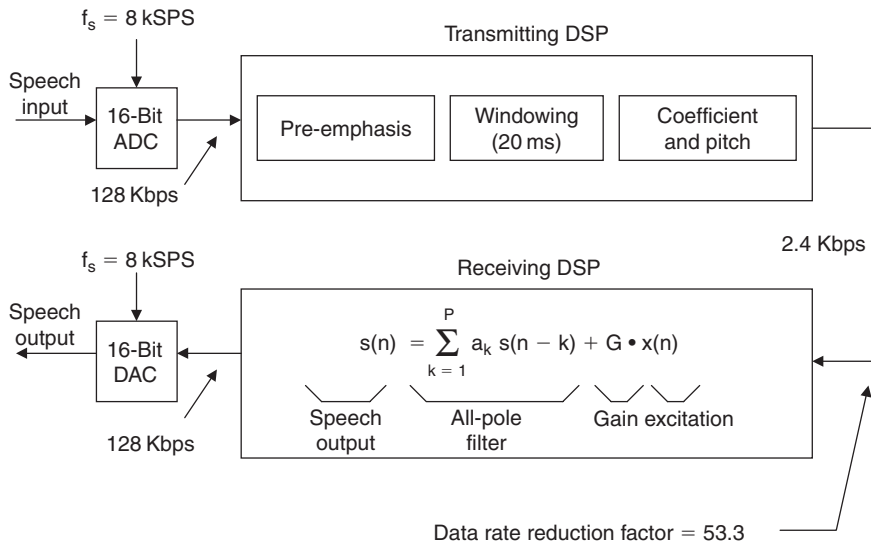 f_s = 8 kSPS
Transmitting DSP
Speech
input
16-Bit
ADC
Pre-emphasis
Windowing
(20 ms)
Coefficient
and pitch
128 Kbps
2.4 Kbps
f_s = 8 kSPS
Receiving DSP
Speech
output
16-Bit
DAC
s(n) = ∑_{k = 1}^{P} a_k s(n − k) + G • x(n)
Speech
output
All-pole
filter
Gain excitation
128 Kbps
Data rate reduction factor = 53.3